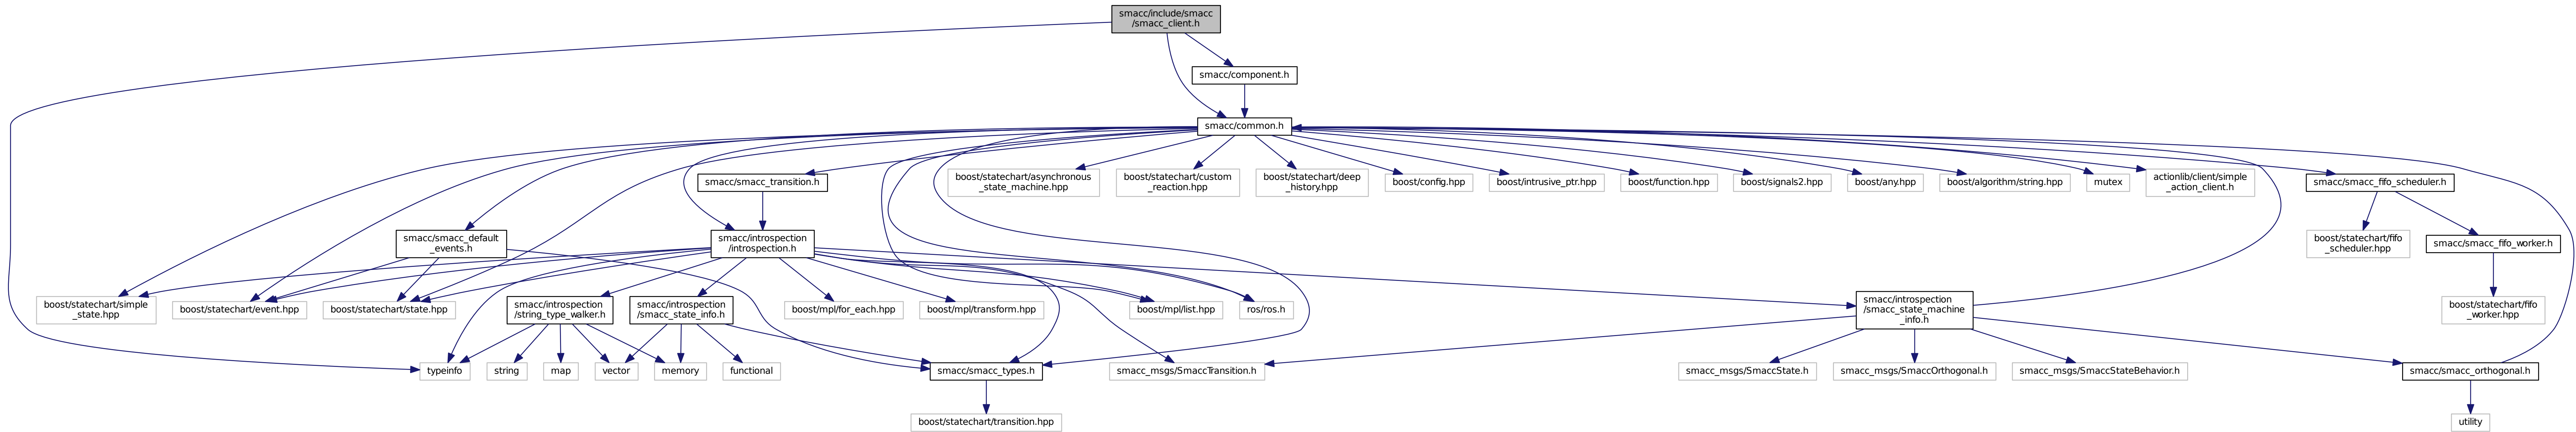 smacc/include/smacc
/smacc_client.h
smacc/component.h
smacc/common.h
smacc/smacc_transition.h
boost/statechart/asynchronous
_state_machine.hpp
boost/statechart/custom
_reaction.hpp
boost/statechart/deep
_history.hpp
boost/config.hpp
boost/intrusive_ptr.hpp
boost/function.hpp
boost/signals2.hpp
boost/any.hpp
boost/algorithm/string.hpp
mutex
actionlib/client/simple
_action_client.h
smacc/smacc_fifo_scheduler.h
smacc/smacc_default
_events.h
smacc/introspection
/introspection.h
boost/statechart/fifo
_scheduler.hpp
smacc/smacc_fifo_worker.h
boost/statechart/simple
_state.hpp
boost/statechart/event.hpp
boost/statechart/state.hpp
smacc/introspection
/string_type_walker.h
smacc/introspection
/smacc_state_info.h
boost/mpl/for_each.hpp
boost/mpl/transform.hpp
boost/mpl/list.hpp
ros/ros.h
smacc/introspection
/smacc_state_machine
_info.h
boost/statechart/fifo
_worker.hpp
typeinfo
string
map
vector
memory
functional
smacc/smacc_types.h
smacc_msgs/SmaccTransition.h
smacc_msgs/SmaccState.h
smacc_msgs/SmaccOrthogonal.h
smacc_msgs/SmaccStateBehavior.h
smacc/smacc_orthogonal.h
boost/statechart/transition.hpp
utility